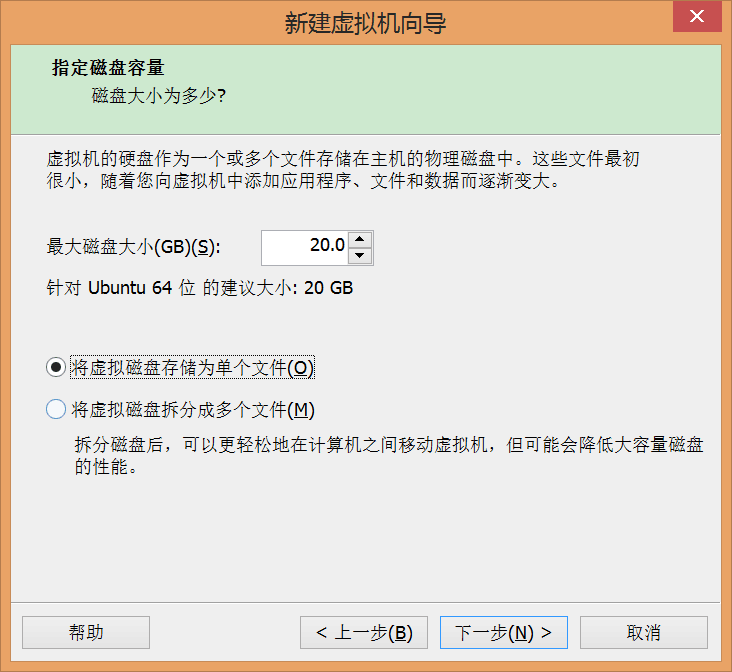 新建虚拟机向导
指定磁盘容量
磁盘大小为多少?
虚拟机的硬盘作为一个或多个文件存储在主机的物理磁盘中。这些文件最初
很小，随着您向虚拟机中添加应用程序、文件和数据而逐渐变大。
最大磁盘大小(GB)(S): 20.0
针对 Ubuntu 64 位 的建议大小: 20 GB
将虚拟磁盘存储为单个文件(O)
将虚拟磁盘拆分成多个文件(M)
拆分磁盘后，可以更轻松地在计算机之间移动虚拟机，但可能会降低大容量磁盘
的性能。
帮助 < 上一步(B) 下一步(N) > 取消